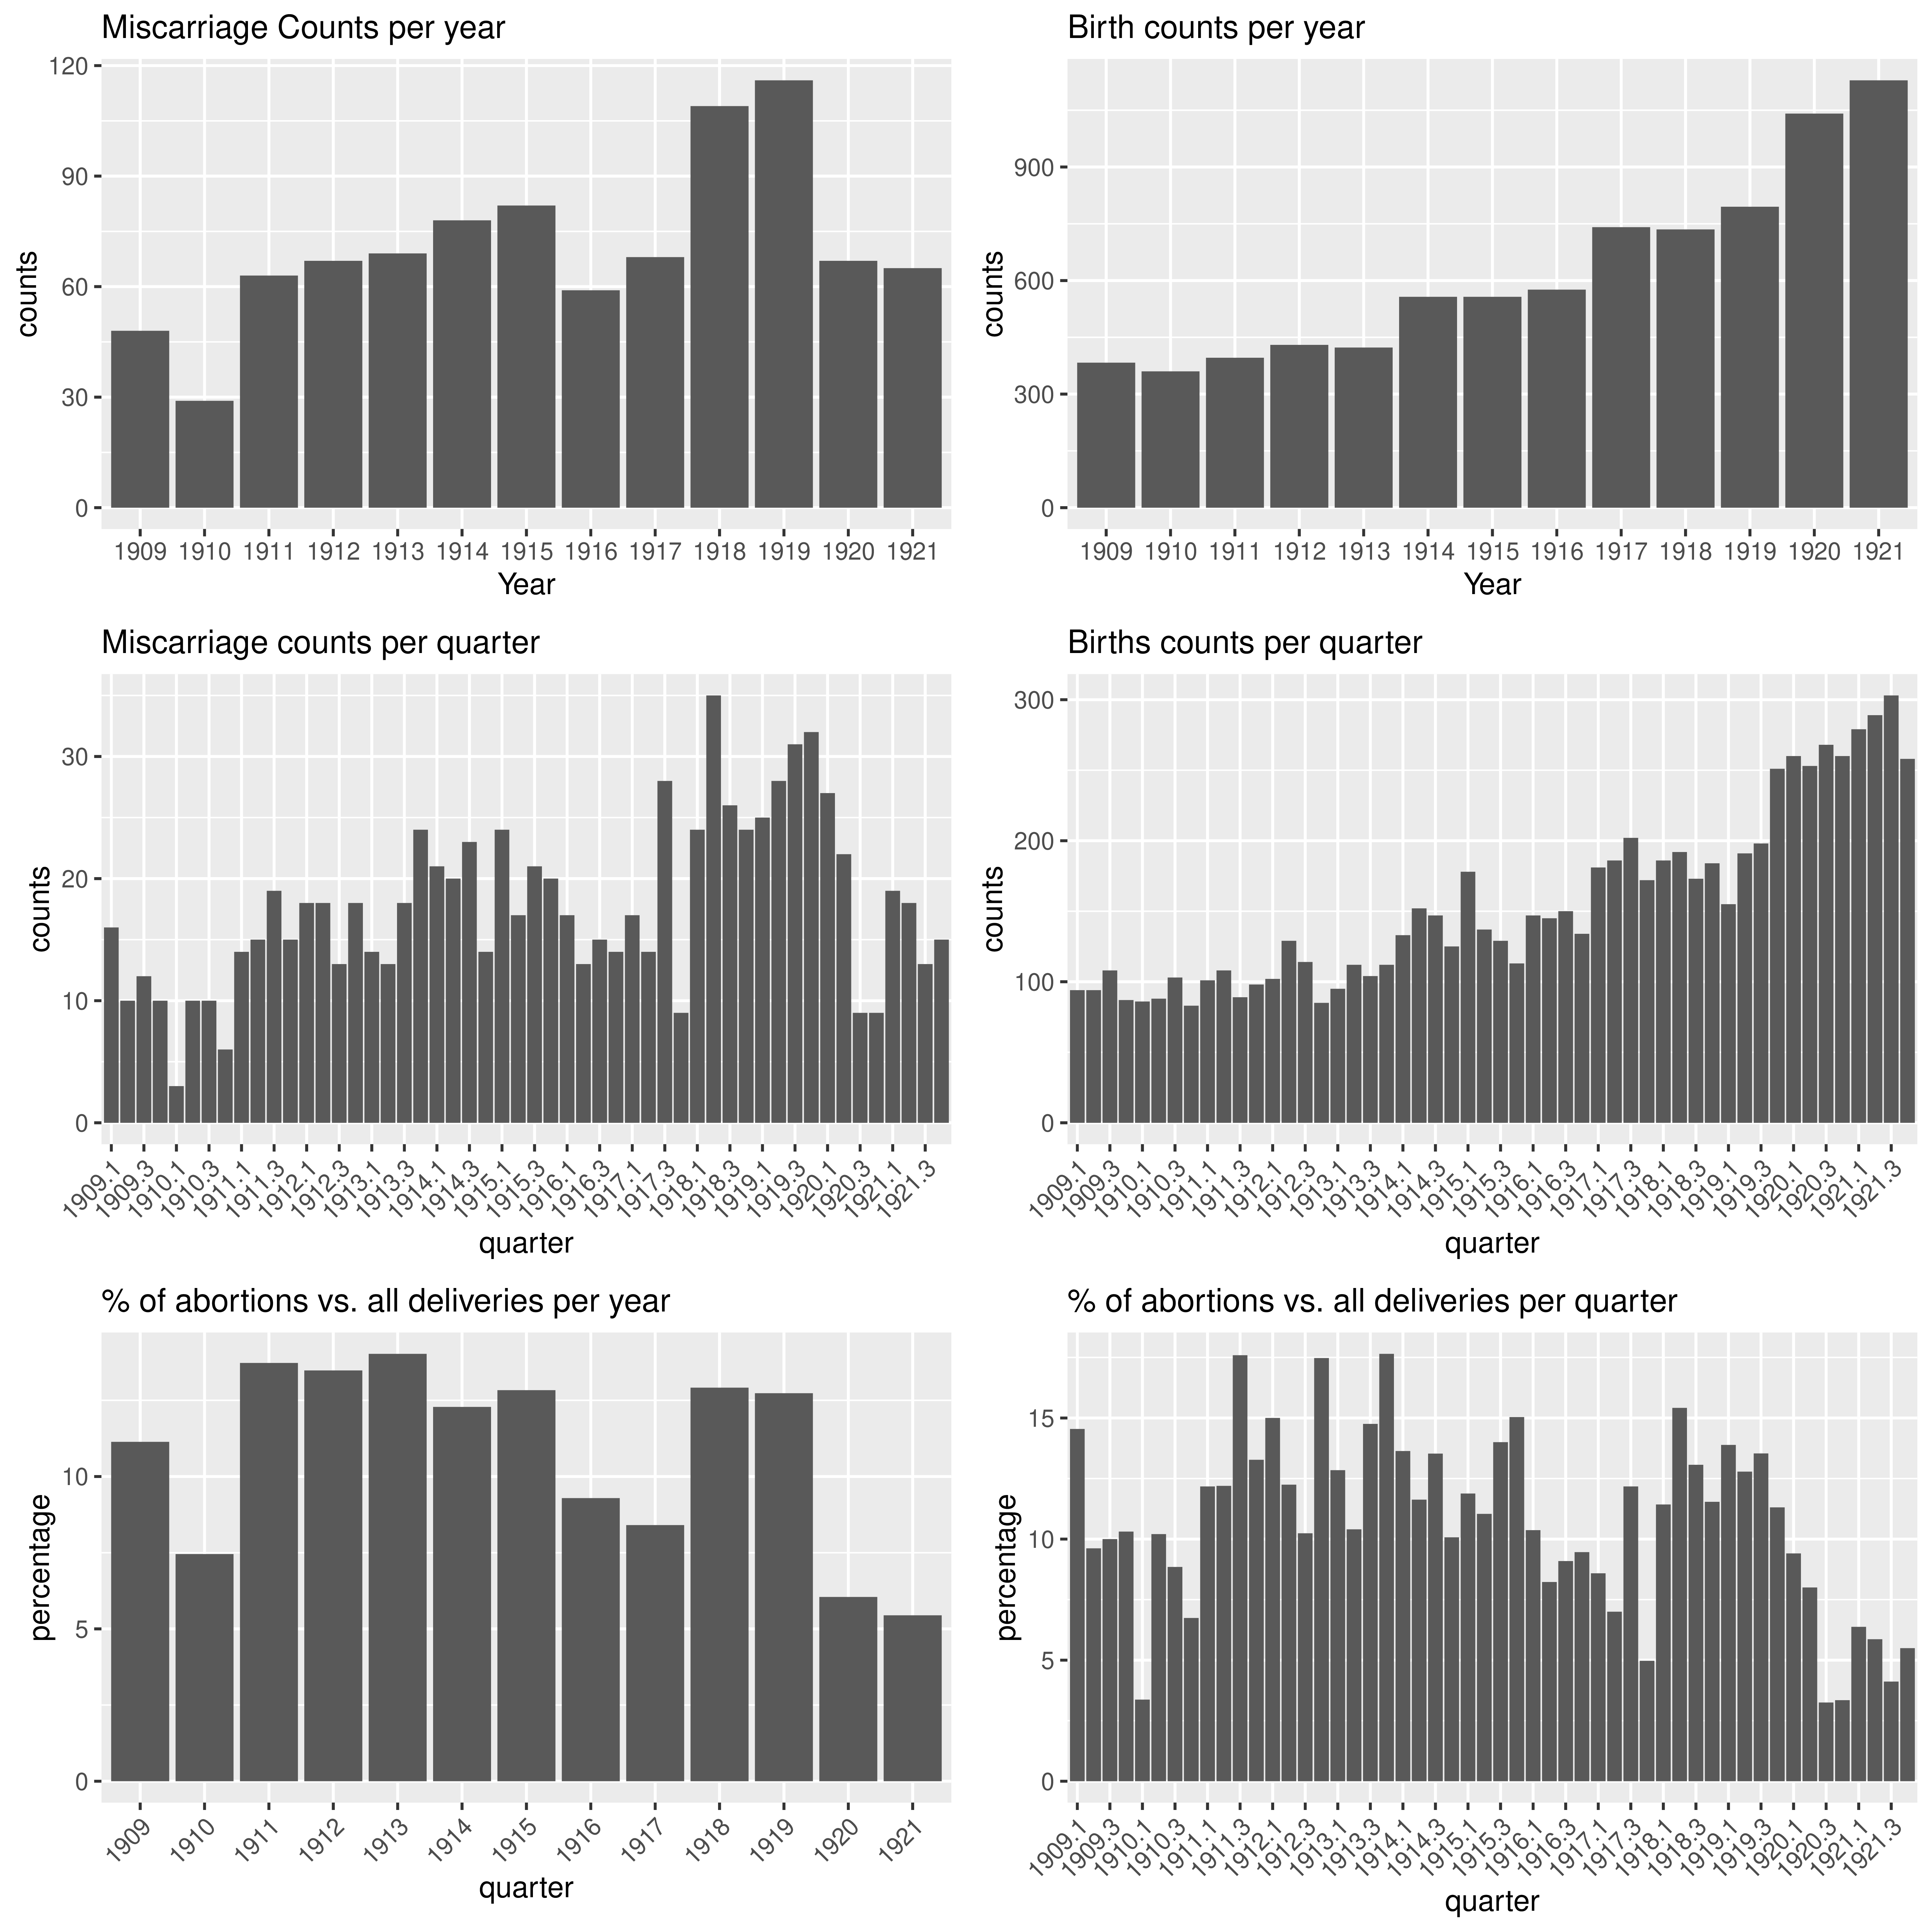 Miscarriage Counts per year
120
90
60
30
0
counts
1909 1910 1911 1912 1913 1914 1915 1916 1917 1918 1919 1920 1921
Year
Birth counts per year
900
600
300
0
counts
1909 1910 1911 1912 1913 1914 1915 1916 1917 1918 1919 1920 1921
Year
Miscarriage counts per quarter
30
20
10
0
counts
1909.1 1909.3 1910.1 1910.3 1911.1 1911.3 1912.1 1912.3 1913.1 1913.3 1914.1 1914.3 1915.1 1915.3 1916.1 1916.3 1917.1 1917.3 1918.1 1918.3 1919.1 1919.3 1920.1 1920.3 1921.1 1921.3
quarter
Births counts per quarter
300
200
100
0
counts
1909.1 1909.3 1910.1 1910.3 1911.1 1911.3 1912.1 1912.3 1913.1 1913.3 1914.1 1914.3 1915.1 1915.3 1916.1 1916.3 1917.1 1917.3 1918.1 1918.3 1919.1 1919.3 1920.1 1920.3 1921.1 1921.3
quarter
% of abortions vs. all deliveries per year
10
5
0
percentage
1909 1910 1911 1912 1913 1914 1915 1916 1917 1918 1919 1920 1921
quarter
% of abortions vs. all deliveries per quarter
15
10
5
0
percentage
1909.1 1909.3 1910.1 1910.3 1911.1 1911.3 1912.1 1912.3 1913.1 1913.3 1914.1 1914.3 1915.1 1915.3 1916.1 1916.3 1917.1 1917.3 1918.1 1918.3 1919.1 1919.3 1920.1 1920.3 1921.1 1921.3
quarter